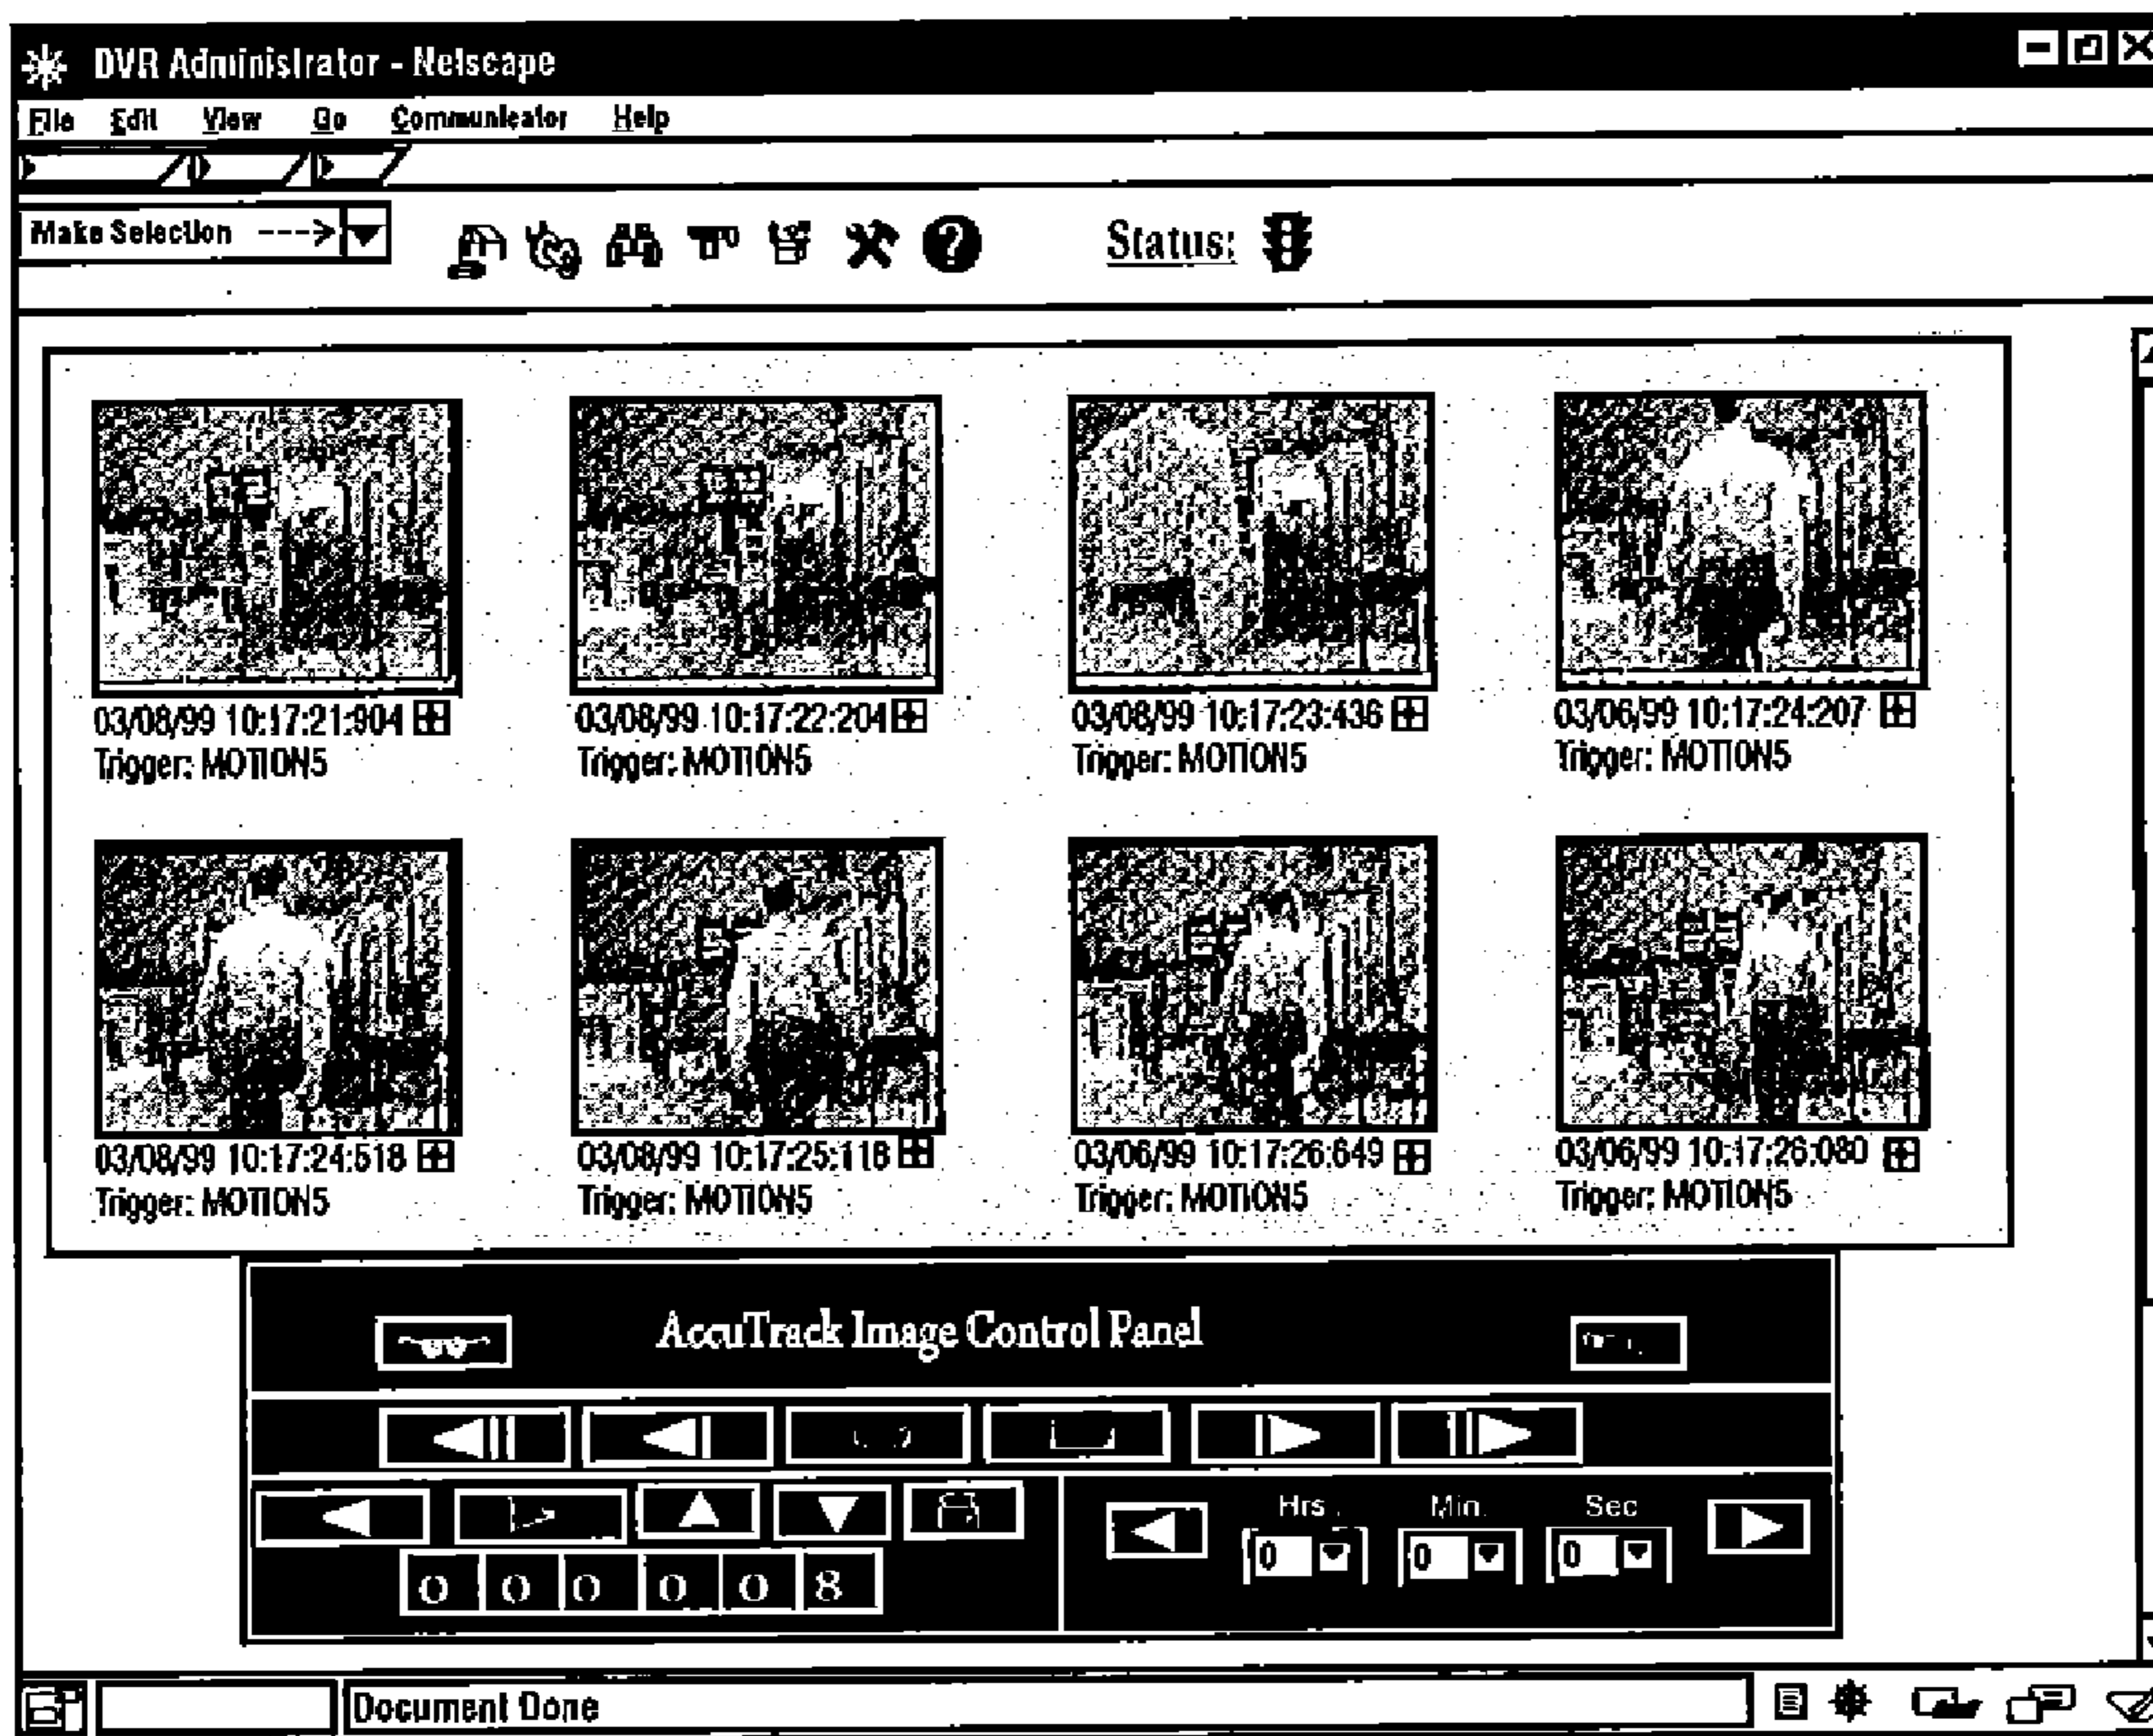 DVR Administrator - Netscape
File Edit View Go Communicator Help
Make Selection --->
Status:
03/08/99 10:17:21:904 03/08/99 10:17:22:204 03/08/99 10:17:23:436 03/06/99 10:17:24:207
Trigger: MOTION5 Trigger: MOTION5 Trigger: MOTION5 Trigger: MOTION5
03/08/99 10:17:24:518 03/08/99 10:17:25:118 03/06/99 10:17:26:649 03/06/99 10:17:26:080
Trigger: MOTION5 Trigger: MOTION5 Trigger: MOTION5 Trigger: MOTION5
AccuTrack Image Control Panel
Hrs. Min. Sec
0 0 0
0 0 0 0 0 8
Document Done